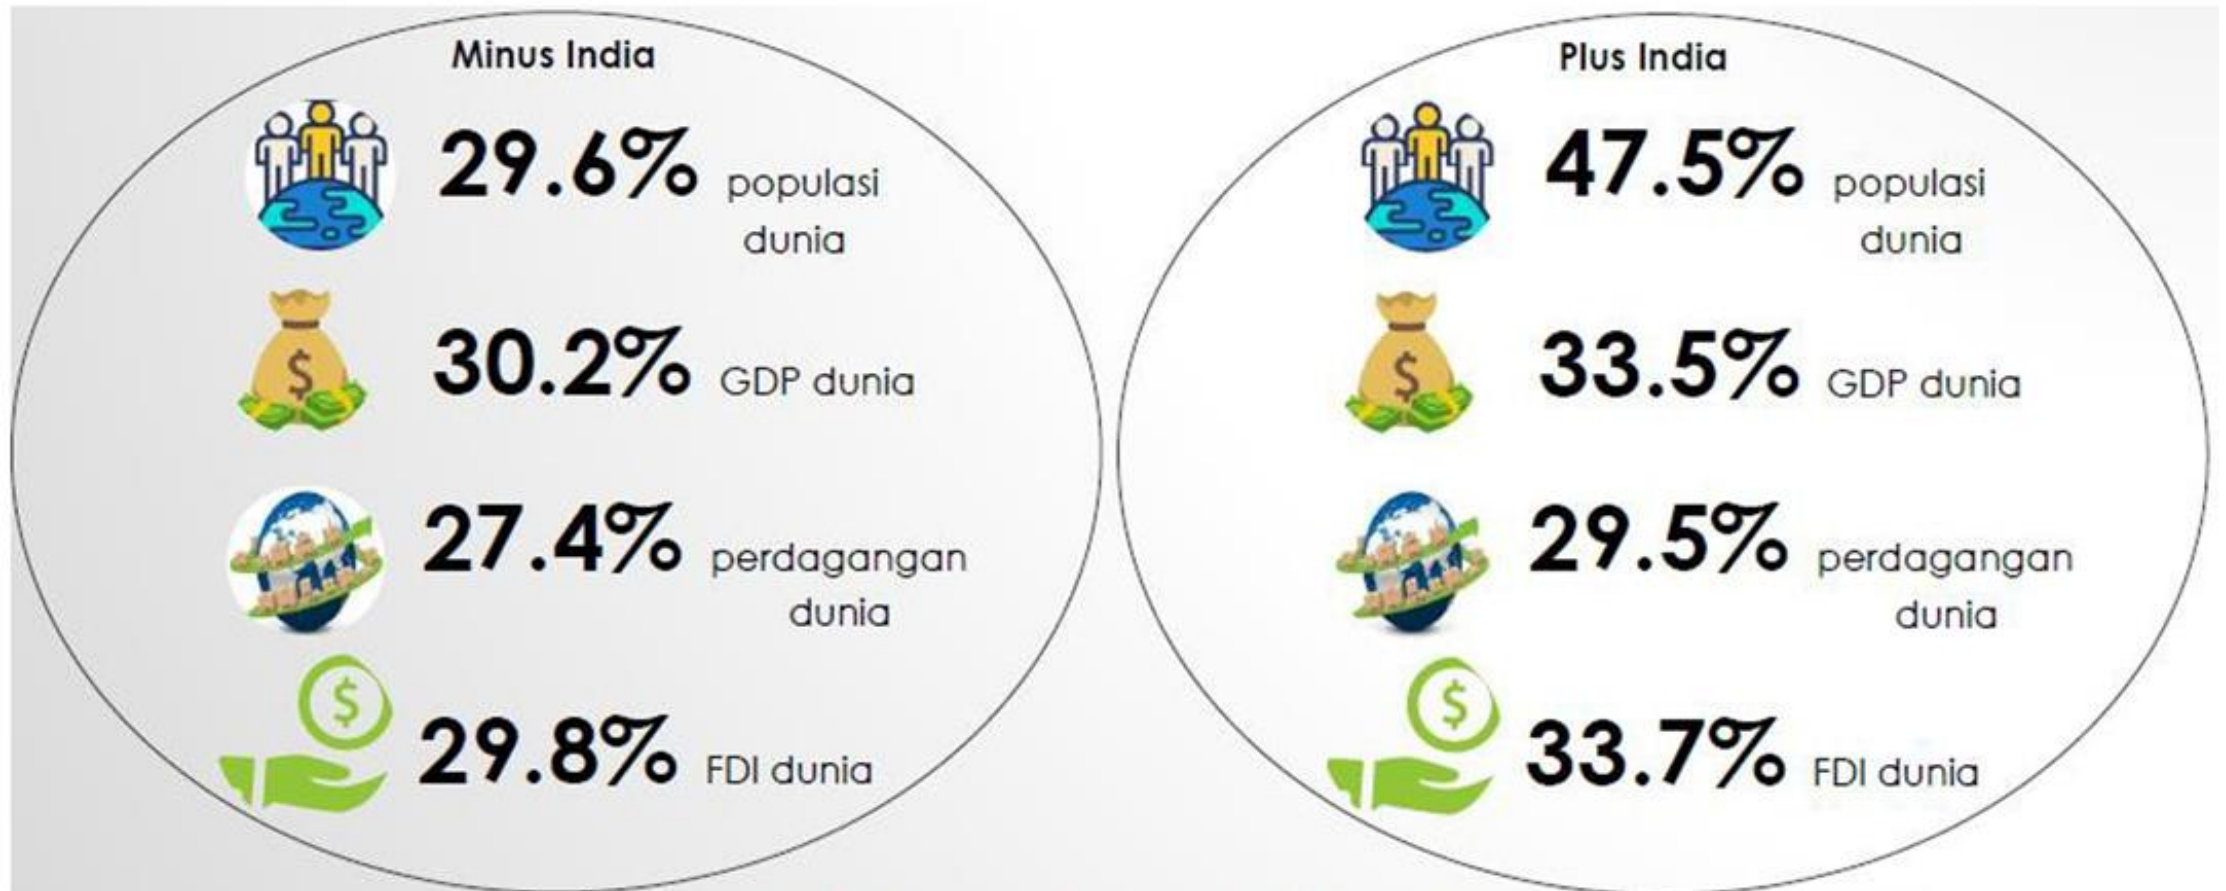 Minus India
29.6% populasi
dunia
$
30.2% GDP dunia
27.4% perdagangan
dunia
$
29.8% FDI dunia
Plus India
47.5% populasi
dunia
$
33.5% GDP dunia
29.5% perdagangan
dunia
$
33.7% FDI dunia